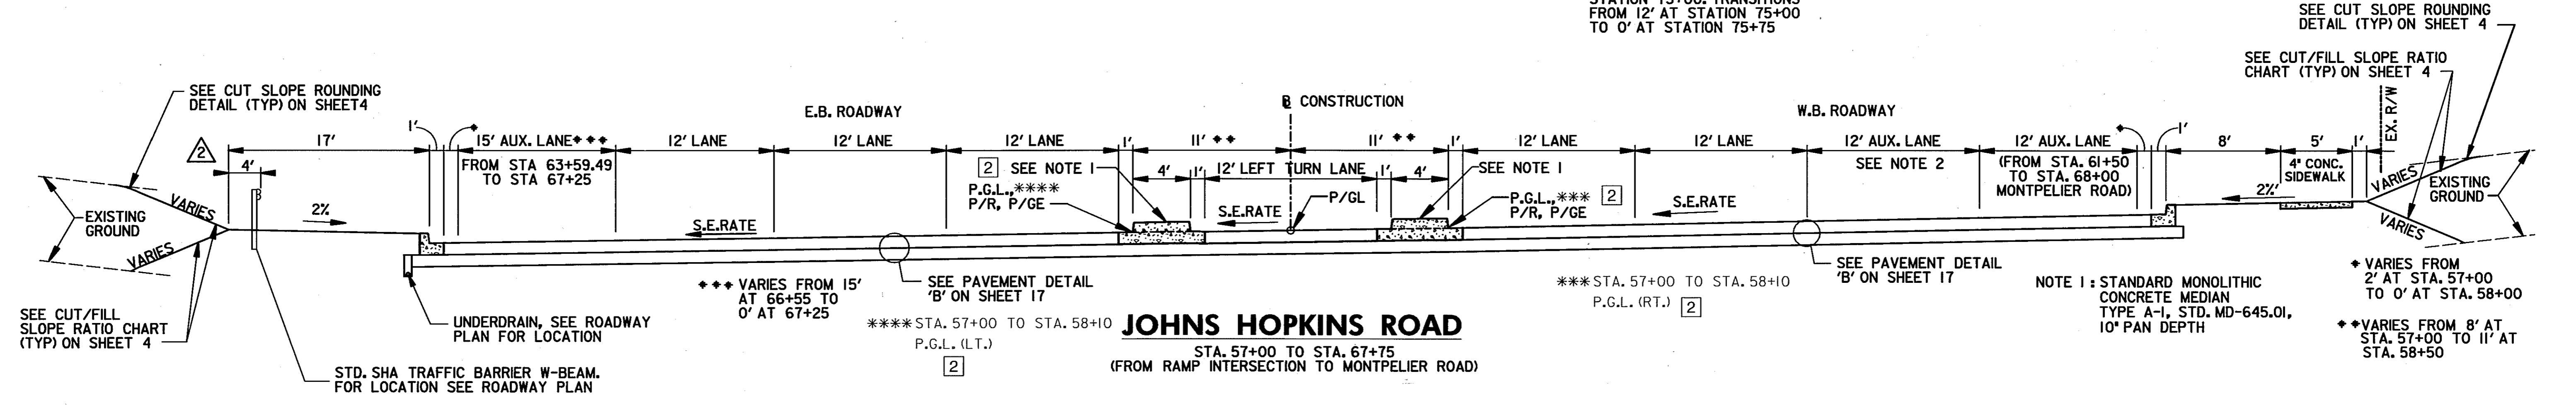 STATION 75+00. TRANSITIONS
FROM 12' AT STATION 75+00
TO 0' AT STATION 75+75
SEE CUT SLOPE ROUNDING
DETAIL (TYP) ON SHEET 4
SEE CUT/FILL SLOPE RATIO
CHART (TYP) ON SHEET 4
EX. R/W
SEE CUT SLOPE ROUNDING
DETAIL (TYP) ON SHEET4
E.B. ROADWAY
B CONSTRUCTION
W.B. ROADWAY
2
17'
4'
1'
15' AUX. LANE
FROM STA 63+59.49
TO STA 67+25
12' LANE
12' LANE
12' LANE
1'
11'
11'
1'
12' LANE
12' LANE
12' AUX. LANE
SEE NOTE 2
12' AUX. LANE
(FROM STA. 61+50
TO STA. 68+00
MONTPELIER ROAD)
1'
8'
5'
1'
4" CONC.
SIDEWALK
2 SEE NOTE 1
4'
1'
12' LEFT TURN LANE
1'
4'
SEE NOTE 1
P.G.L.,****
P/R, P/GE
S.E.RATE
P/GL
P.G.L.,*** 2
P/R, P/GE
S.E.RATE
S.E.RATE
2%
2%'
VARIES
EXISTING
GROUND
VARIES
VARIES
EXISTING
GROUND
VARIES
SEE CUT/FILL
SLOPE RATIO CHART
(TYP) ON SHEET 4
UNDERDRAIN, SEE ROADWAY
PLAN FOR LOCATION
STD. SHA TRAFFIC BARRIER W-BEAM.
FOR LOCATION SEE ROADWAY PLAN
VARIES FROM 15'
AT 66+55 TO
0' AT 67+25
SEE PAVEMENT DETAIL
'B' ON SHEET 17
****STA. 57+00 TO STA. 58+10
P.G.L. (LT.)
2
JOHNS HOPKINS ROAD
STA. 57+00 TO STA. 67+75
(FROM RAMP INTERSECTION TO MONTPELIER ROAD)
***STA. 57+00 TO STA. 58+10
P.G.L. (RT.) 2
SEE PAVEMENT DETAIL
'B' ON SHEET 17
NOTE 1: STANDARD MONOLITHIC
CONCRETE MEDIAN
TYPE A-1, STD. MD-645.01,
10" PAN DEPTH
VARIES FROM
2' AT STA. 57+00
TO 0' AT STA. 58+00
VARIES FROM 8' AT
STA. 57+00 TO 11' AT
STA. 58+50